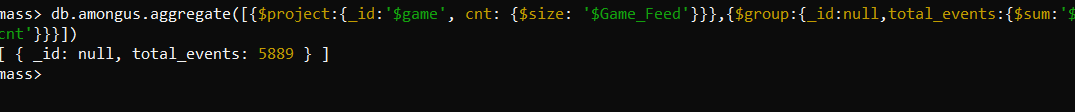 mass> db.amongus.aggregate([{$project:{_id:'$game', cnt: {$size: '$Game_Feed'}}},{$group:{_id:null,total_events:{$sum:'$
cnt'}}}])
[ { _id: null, total_events: 5889 } ]
mass>